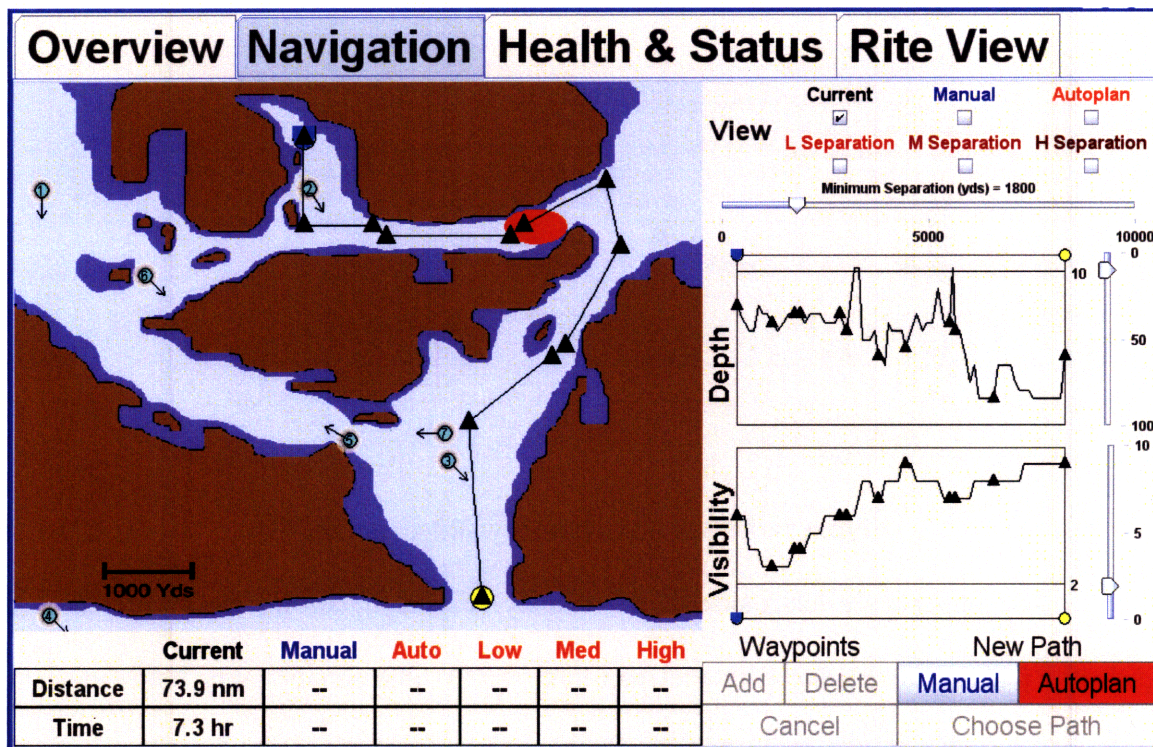 Overview Navigation Health & Status Rite View
Current Manual Autoplan
View
L Separation M Separation H Separation
Minimum Separation (yds) = 1800
0 5000 10000
1
2
6
5
7
3
4
1000 Yds
Depth
10
0
50
100
Visibility
2
10
5
0
Current Manual Auto Low Med High
Distance 73.9 nm -- -- -- -- --
Time 7.3 hr -- -- -- -- --
Waypoints New Path
Add Delete Manual Autoplan
Cancel Choose Path